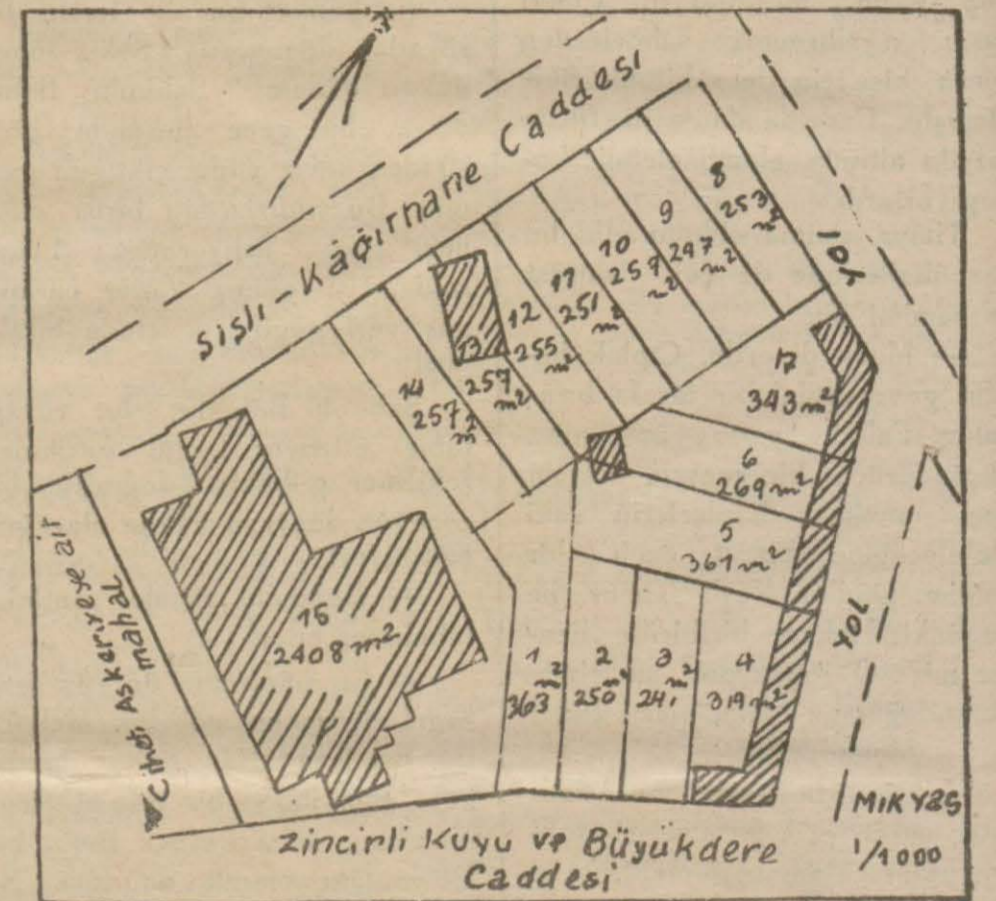 Şişli-Kâğırhane Caddesi
YOL
8
253 m²
9
247 m²
10
257 m²
11
251 m²
12
255 m²
13
257 m²
14
257 m²
17
343 m²
6
269 m²
5
361 m²
15
2408 m²
1
363 m²
2
250 m²
3
241 m²
4
319 m²
YOL
Ciheti Askeriyeye ait
mahal
Zincirli Kuyu ve Büyükdere
Caddesi
MIKYAS
1/1000